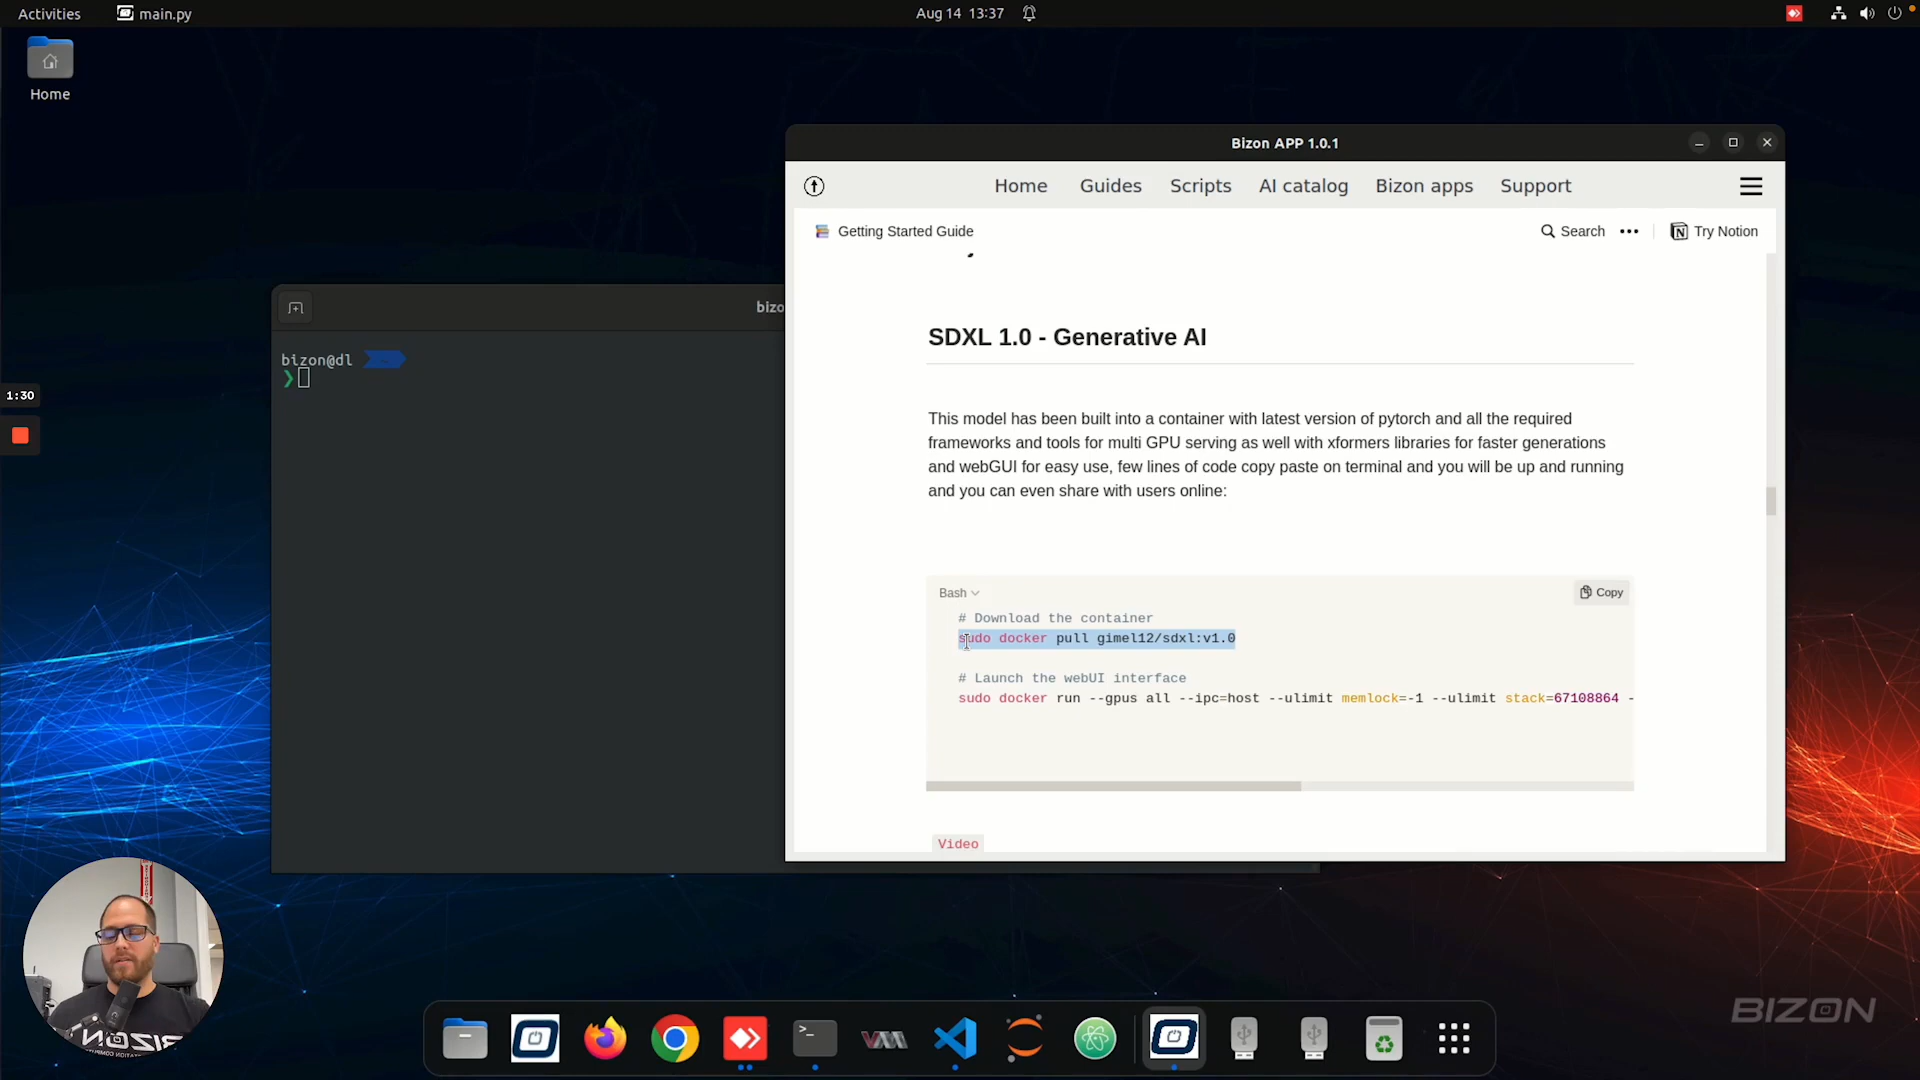 Activities
main.py
Aug 14 13:37
Home
Bizon APP 1.0.1
Home
Guides
Scripts
AI catalog
Bizon apps
Support
Getting Started Guide
Search
Try Notion
bizo
bizon@dl
1:30
SDXL 1.0 - Generative AI
This model has been built into a container with latest version of pytorch and all the required
frameworks and tools for multi GPU serving as well with xformers libraries for faster generations
and webGUI for easy use, few lines of code copy paste on terminal and you will be up and running
and you can even share with users online:
Bash
Copy
# Download the container
sudo docker pull gimel12/sdxl:v1.0
# Launch the webUI interface
sudo docker run --gpus all --ipc=host --ulimit memlock=-1 --ulimit stack=67108864 -
Video
BIZON